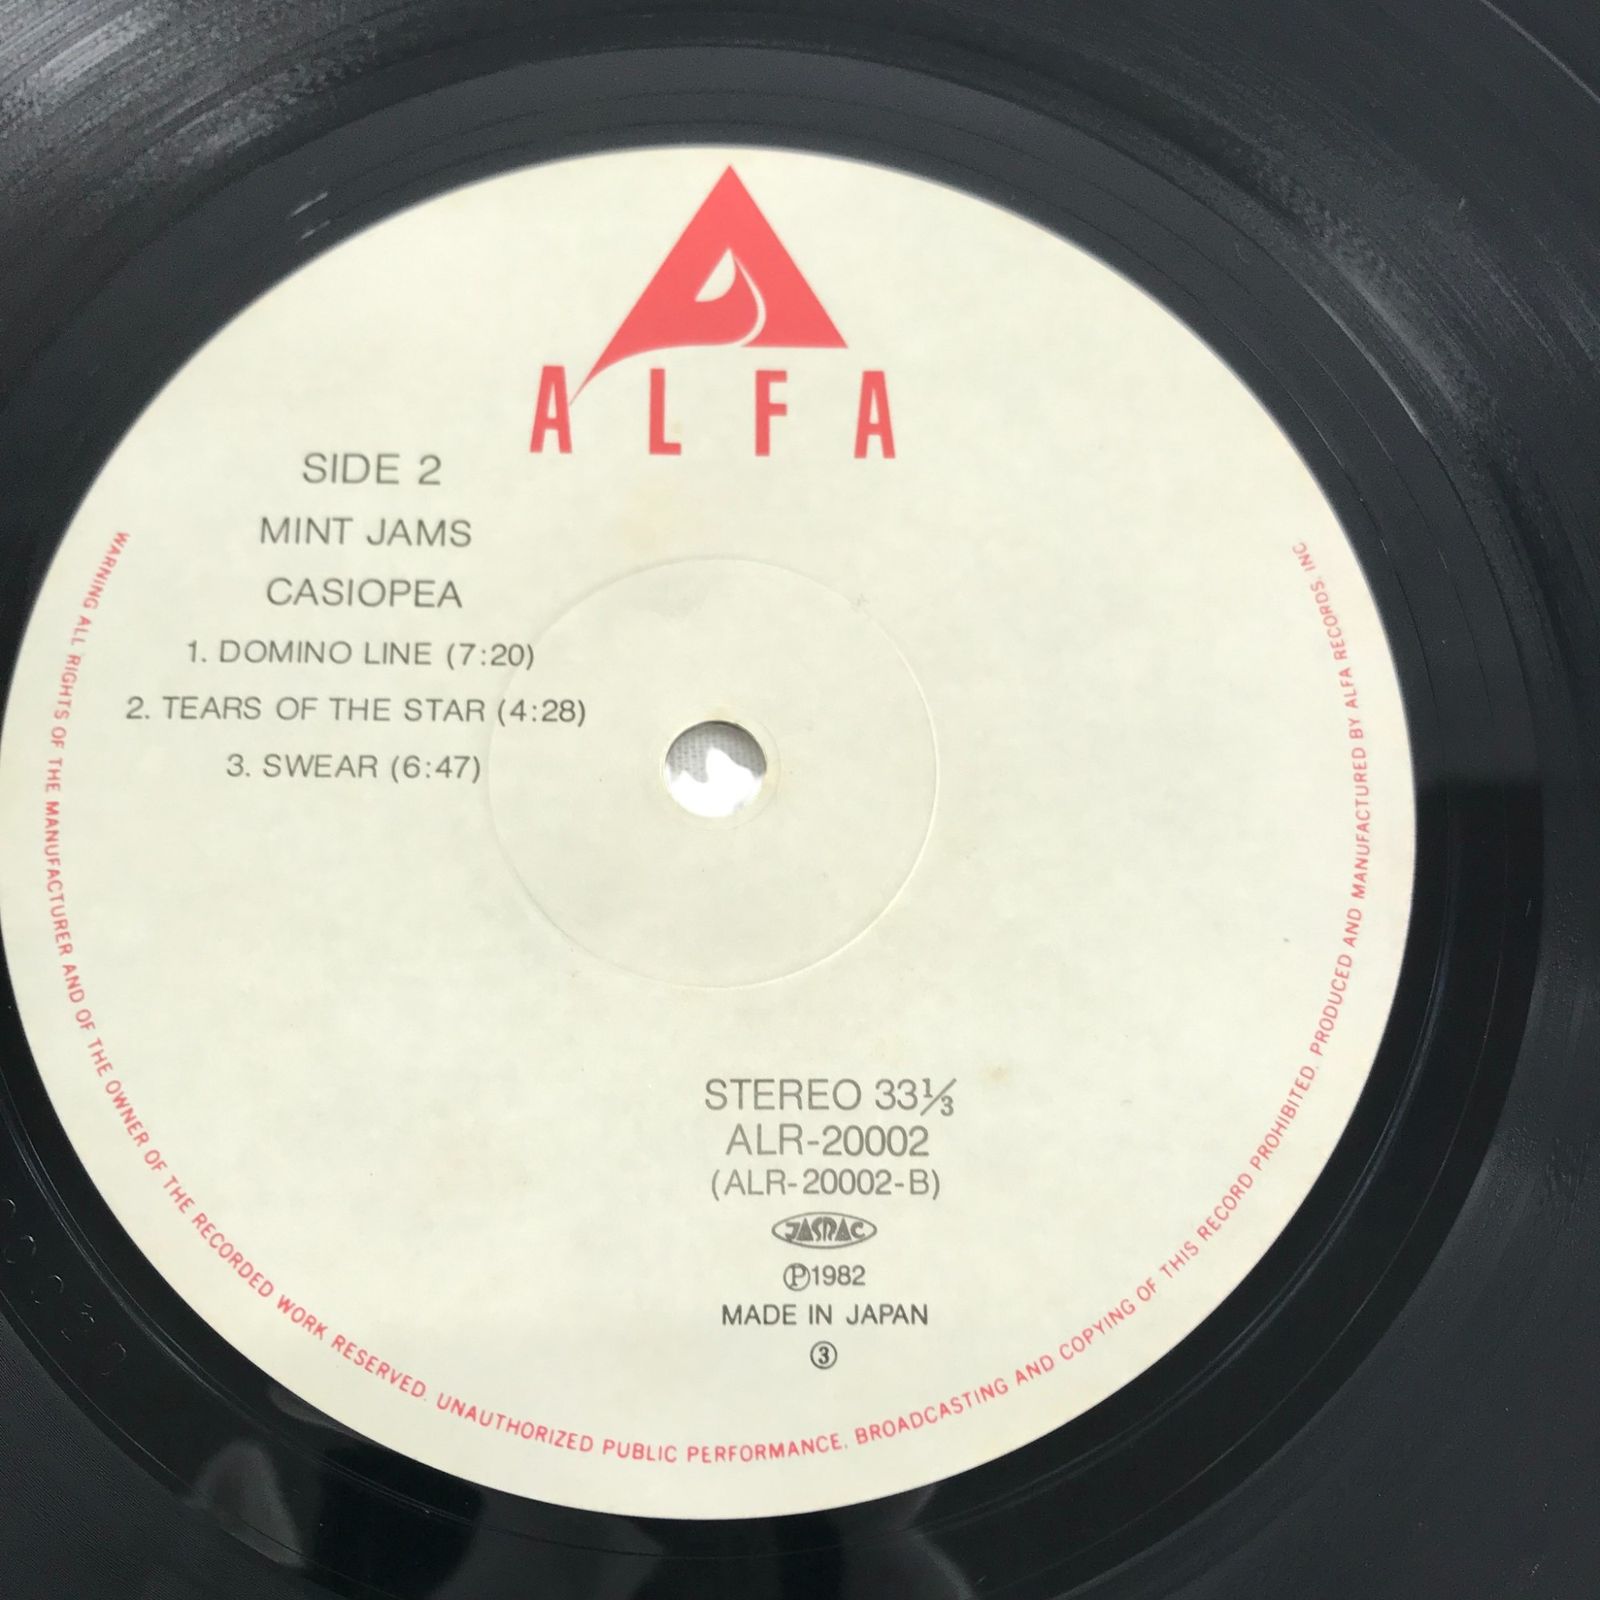 ALFA
SIDE 2
MINT JAMS
CASIOPEA
1. DOMINO LINE (7:20)
2. TEARS OF THE STAR (4:28)
3. SWEAR (6:47)
STEREO 33⅓
ALR-20002
(ALR-20002-B)
JASRAC
Ⓟ1982
MADE IN JAPAN
③
WARNING ALL RIGHTS OF THE MANUFACTURER AND OF THE OWNER OF THE RECORDED WORK RESERVED. UNAUTHORIZED PUBLIC PERFORMANCE, BROADCASTING AND COPYING OF THIS RECORD PROHIBITED. PRODUCED AND MANUFACTURED BY ALFA RECORDS, INC